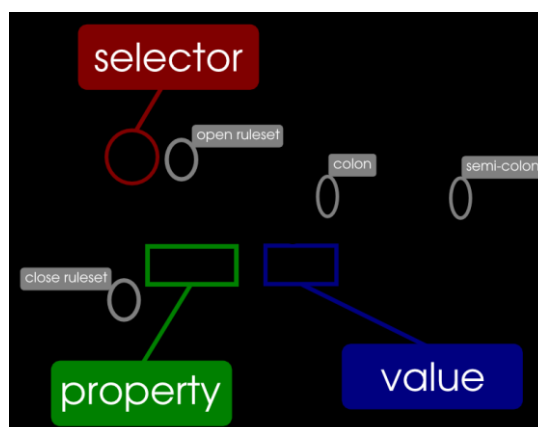 selector
open ruleset
colon
semi-colon
close ruleset
property
value